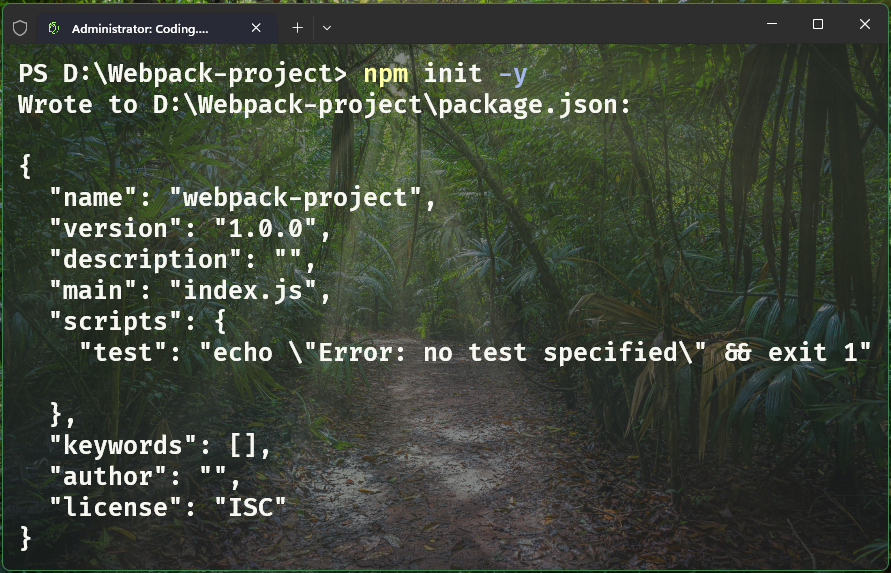 Administrator: Coding....
PS D:\Webpack-project> npm init -y
Wrote to D:\Webpack-project\package.json:
{
  "name": "webpack-project",
  "version": "1.0.0",
  "description": "",
  "main": "index.js",
  "scripts": {
    "test": "echo \"Error: no test specified\" && exit 1"
  },
  "keywords": [],
  "author": "",
  "license": "ISC"
}